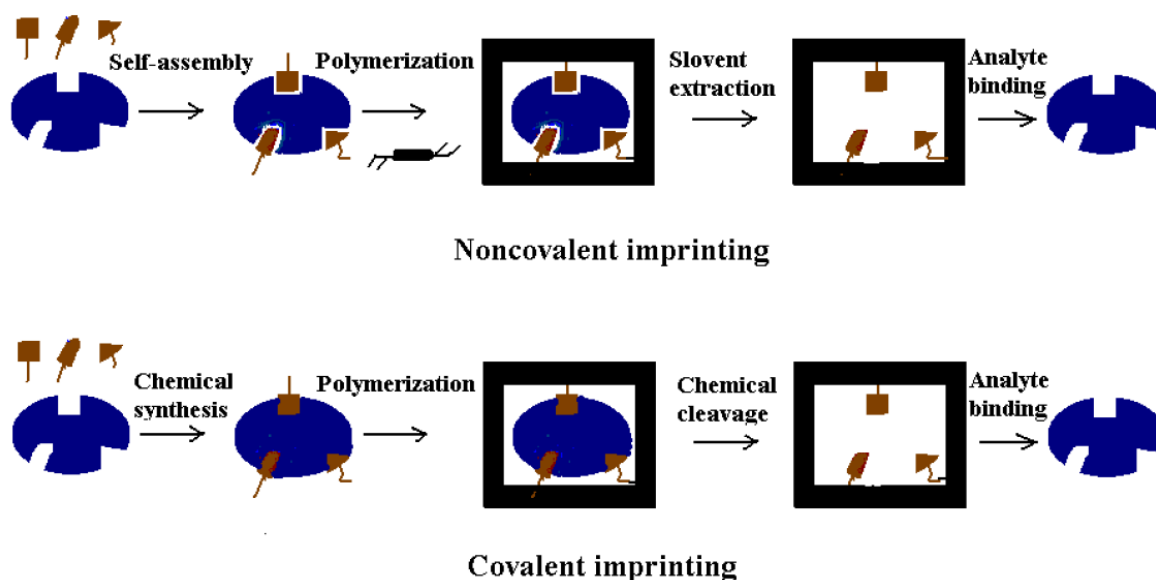 Self-assembly
Polymerization
Slovent
extraction
Analyte
binding
Noncovalent imprinting
Chemical
synthesis
Polymerization
Chemical
cleavage
Analyte
binding
Covalent imprinting